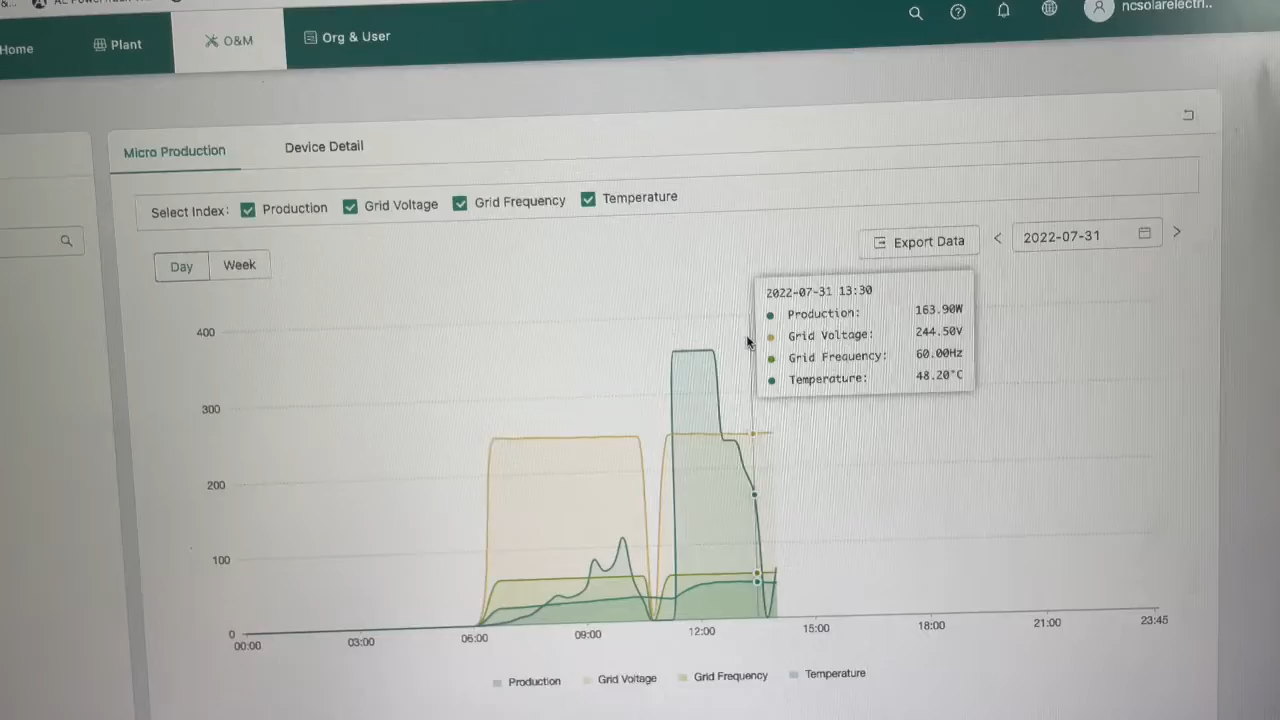 Home
Plant
O&M
Org & User
ncsolarelectri..
Micro Production
Device Detail
Select Index: Production Grid Voltage Grid Frequency Temperature
Day Week
Export Data < 2022-07-31 >
2022-07-31 13:30
Production: 163.90W
Grid Voltage: 244.50V
Grid Frequency: 60.00Hz
Temperature: 48.20°C
400
300
200
100
0
00:00 03:00 06:00 09:00 12:00 15:00 18:00 21:00 23:45
Production Grid Voltage Grid Frequency Temperature